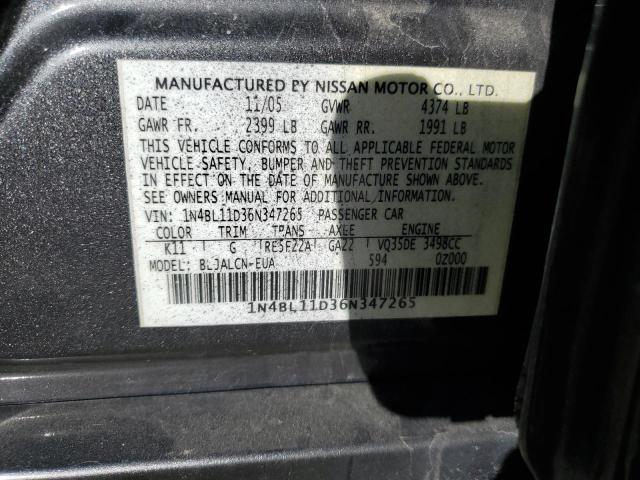 MANUFACTURED BY NISSAN MOTOR CO., LTD.
DATE 11/05 GVWR 4374 LB
GAWR FR. 2399 LB GAWR RR. 1991 LB
THIS VEHICLE CONFORMS TO ALL APPLICABLE FEDERAL MOTOR
VEHICLE SAFETY, BUMPER AND THEFT PREVENTION STANDARDS
IN EFFECT ON THE DATE OF MANUFACTURE SHOWN ABOVE.
SEE OWNERS MANUAL FOR ADDITIONAL INFORMATION.
VIN: 1N4BL11D36N347265 PASSENGER CAR
COLOR TRIM TRANS AXLE ENGINE
K11 G RE5F22A GA22 VQ35DE 3498CC
MODEL: BLJALCN-EUA 594 0Z000
1N4BL11D36N347265